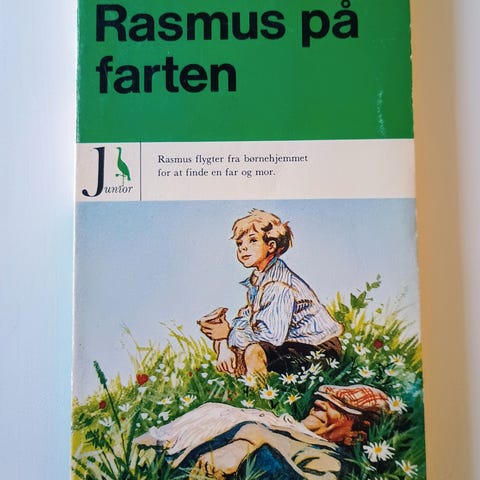 Rasmus på
farten
Junior
Rasmus flygter fra børnehjemmet
for at finde en far og mor.